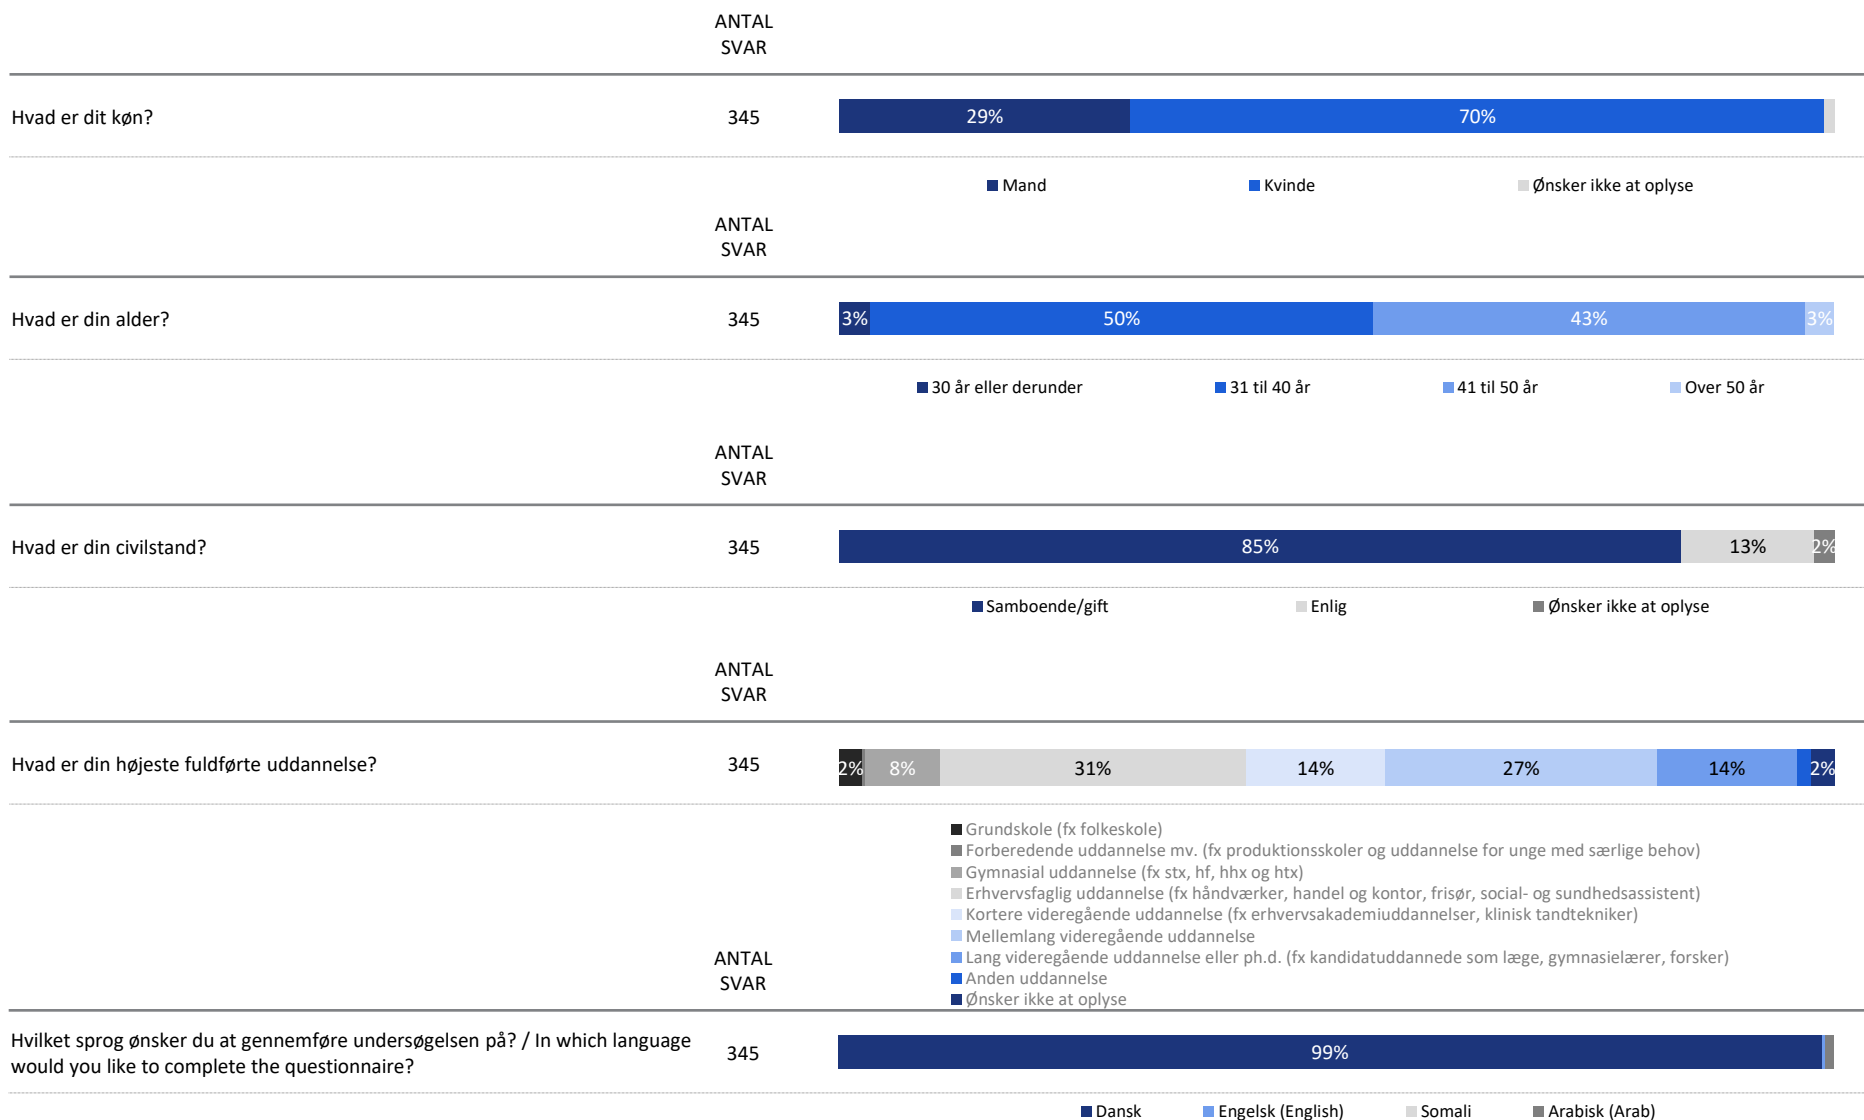 ANTAL
SVAR
Hvad er dit køn?
345
29%
70%
Mand
Kvinde
Ønsker ikke at oplyse
ANTAL
SVAR
Hvad er din alder?
345
3%
50%
43%
3%
30 år eller derunder
31 til 40 år
41 til 50 år
Over 50 år
ANTAL
SVAR
Hvad er din civilstand?
345
85%
13%
2%
Samboende/gift
Enlig
Ønsker ikke at oplyse
ANTAL
SVAR
Hvad er din højeste fuldførte uddannelse?
345
2%
8%
31%
14%
27%
14%
2%
Grundskole (fx folkeskole)
Forberedende uddannelse mv. (fx produktionsskoler og uddannelse for unge med særlige behov)
Gymnasial uddannelse (fx stx, hf, hhx og htx)
Erhvervsfaglig uddannelse (fx håndværker, handel og kontor, frisør, social- og sundhedsassistent)
Kortere videregående uddannelse (fx erhvervsakademiuddannelser, klinisk tandtekniker)
Mellemlang videregående uddannelse
Lang videregående uddannelse eller ph.d. (fx kandidatuddannede som læge, gymnasielærer, forsker)
Anden uddannelse
Ønsker ikke at oplyse
ANTAL
SVAR
Hvilket sprog ønsker du at gennemføre undersøgelsen på? / In which language
would you like to complete the questionnaire?
345
99%
Dansk
Engelsk (English)
Somali
Arabisk (Arab)